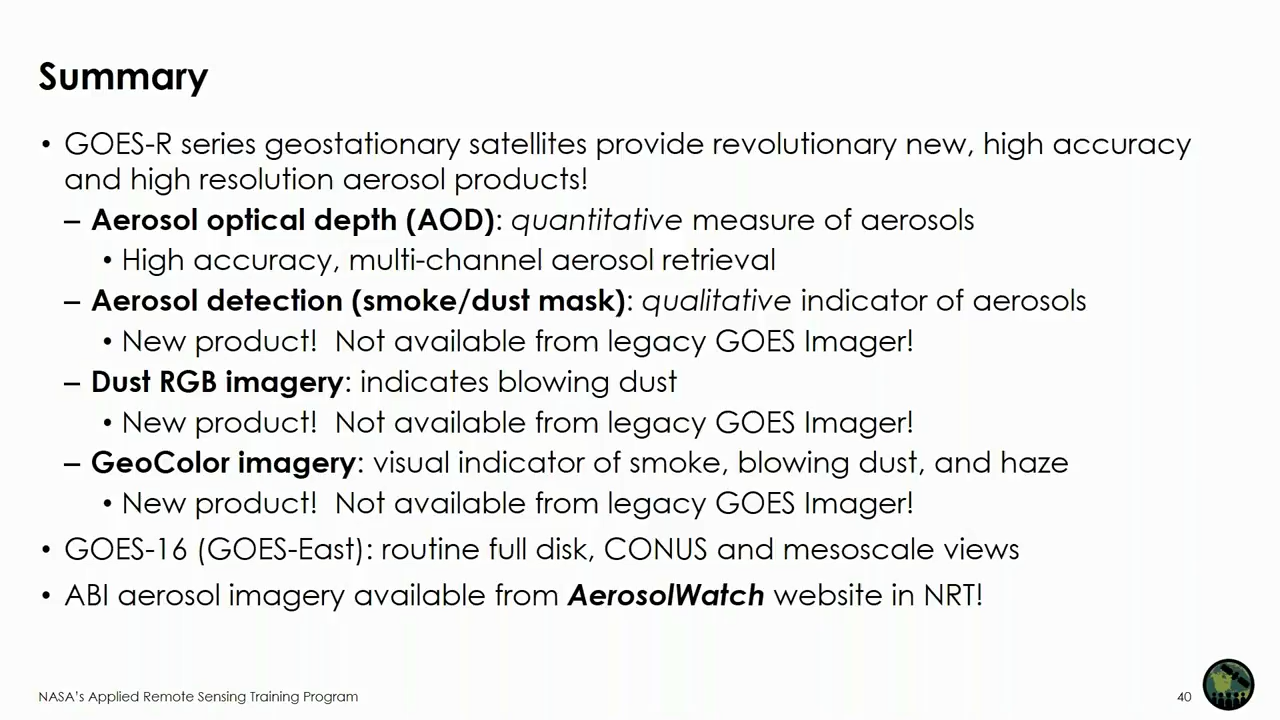 Summary
• GOES-R series geostationary satellites provide revolutionary new, high accuracy
and high resolution aerosol products!
– Aerosol optical depth (AOD): quantitative measure of aerosols
• High accuracy, multi-channel aerosol retrieval
– Aerosol detection (smoke/dust mask): qualitative indicator of aerosols
• New product!  Not available from legacy GOES Imager!
– Dust RGB imagery: indicates blowing dust
• New product!  Not available from legacy GOES Imager!
– GeoColor imagery: visual indicator of smoke, blowing dust, and haze
• New product!  Not available from legacy GOES Imager!
• GOES-16 (GOES-East): routine full disk, CONUS and mesoscale views
• ABI aerosol imagery available from AerosolWatch website in NRT!
NASA's Applied Remote Sensing Training Program
40